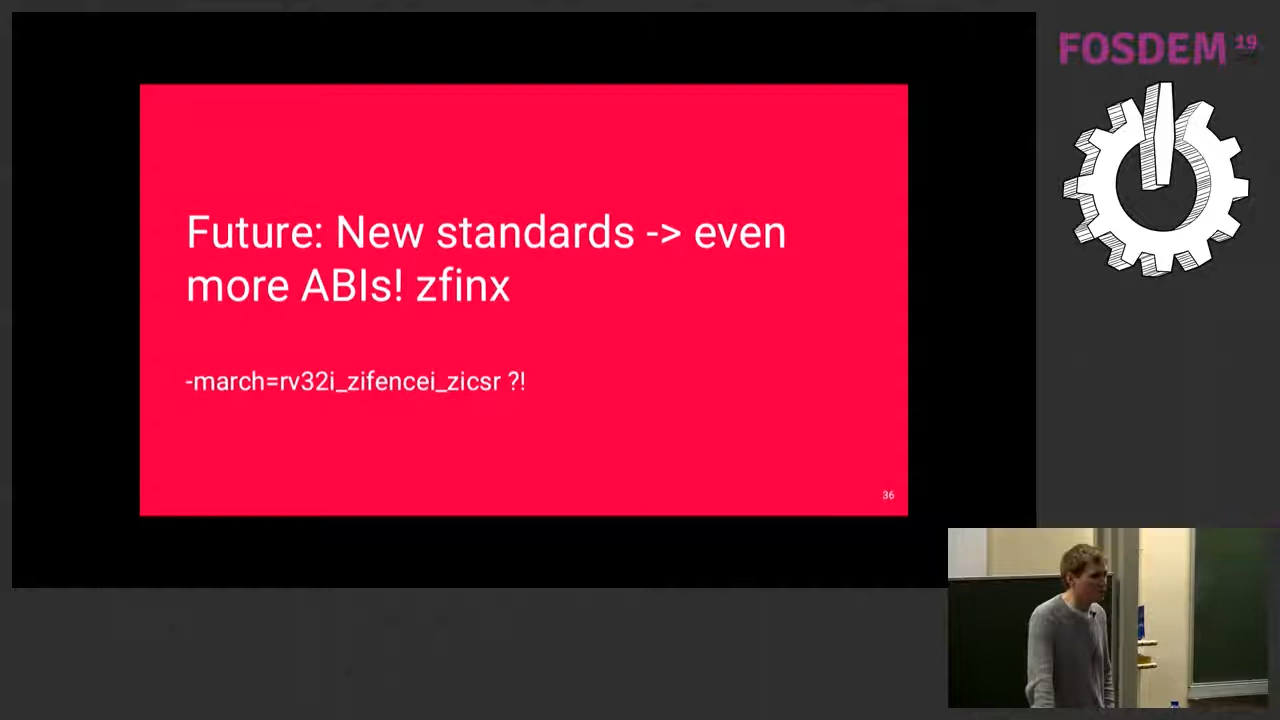 FOSDEM 19
Future: New standards -> even
more ABIs! zfinx
-march=rv32i_zifencei_zicsr ?!
36